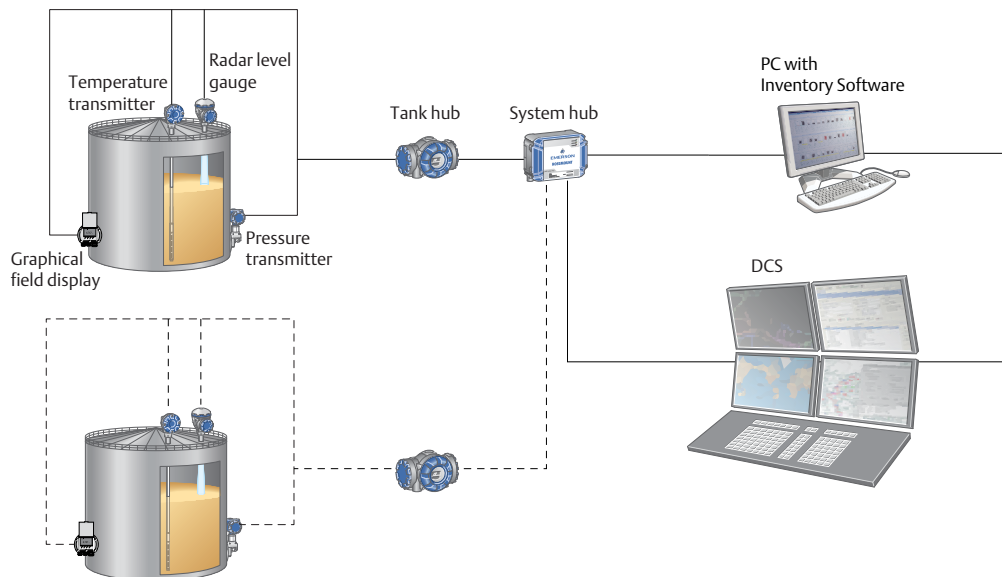 Temperature
transmitter
Radar level
gauge
Tank hub
System hub
PC with
Inventory Software
EMERSON
ROSEMOUNT
Graphical
field display
Pressure
transmitter
DCS